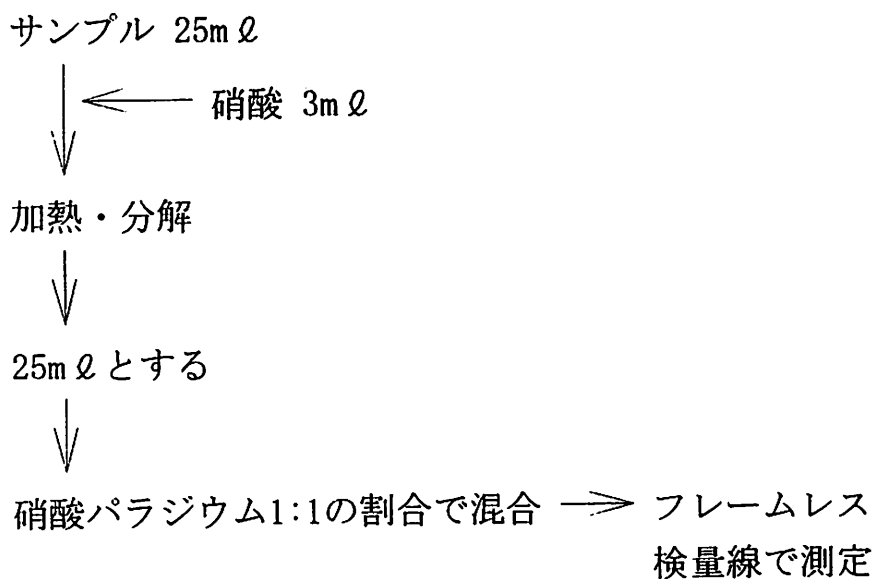 サンプル 25mℓ
硝酸 3mℓ
加熱・分解
25mℓとする
硝酸パラジウム1:1の割合で混合
フレームレス
検量線で測定